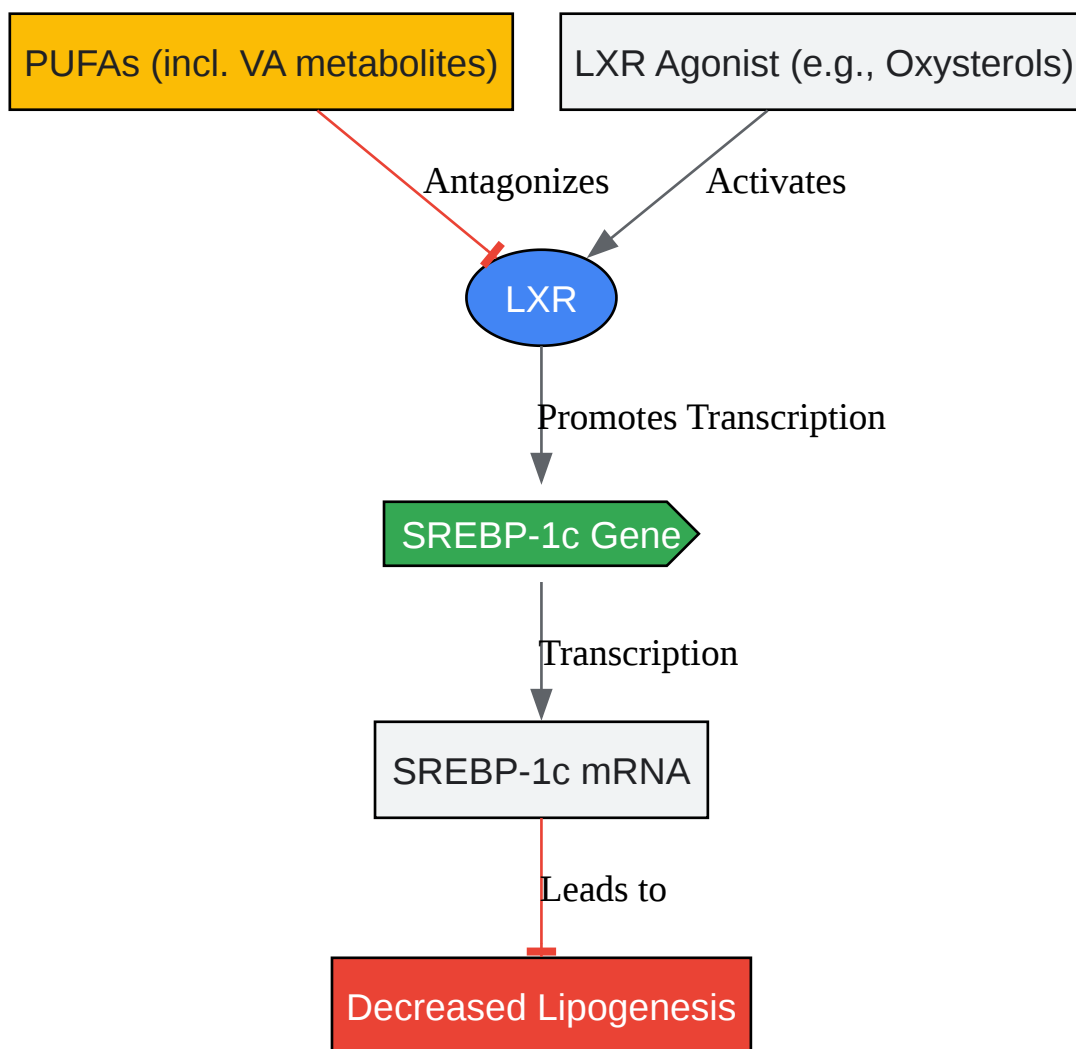 PUFAs (incl. VA metabolites)
LXR Agonist (e.g., Oxysterols)
Antagonizes
Activates
LXR
Promotes Transcription
SREBP-1c Gene
Transcription
SREBP-1c mRNA
Leads to
Decreased Lipogenesis